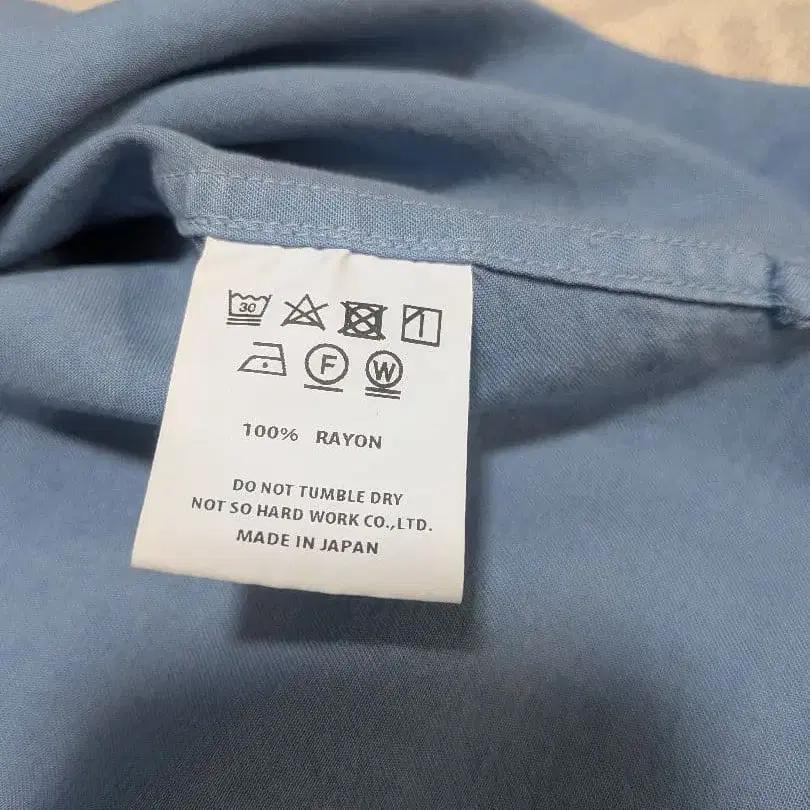 30
F W
100% RAYON
DO NOT TUMBLE DRY
NOT SO HARD WORK CO.,LTD.
MADE IN JAPAN